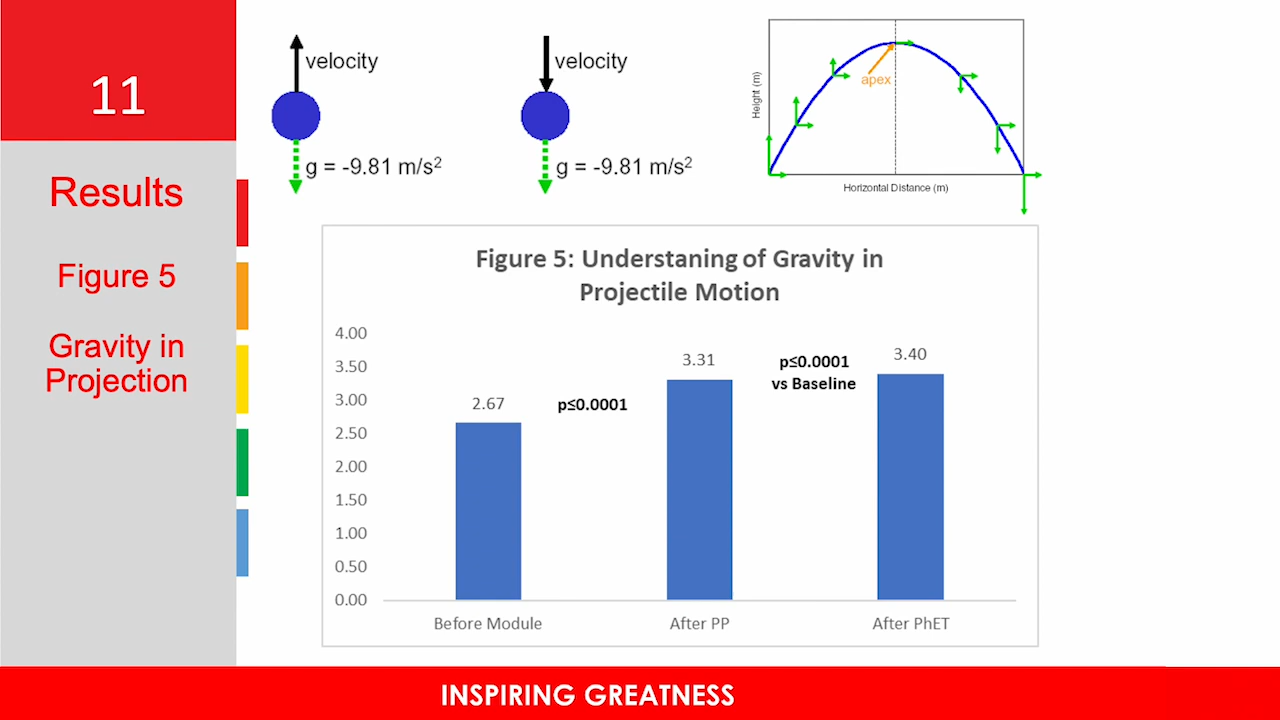 11
Results
Figure 5
Gravity in
Projection
velocity
g = -9.81 m/s²
velocity
g = -9.81 m/s²
Height (m)
apex
Horizontal Distance (m)
Figure 5: Understaning of Gravity in
Projectile Motion
4.00
3.50
3.00
2.50
2.00
1.50
1.00
0.50
0.00
2.67
p≤0.0001
3.31
p≤0.0001
vs Baseline
3.40
Before Module
After PP
After PhET
INSPIRING GREATNESS